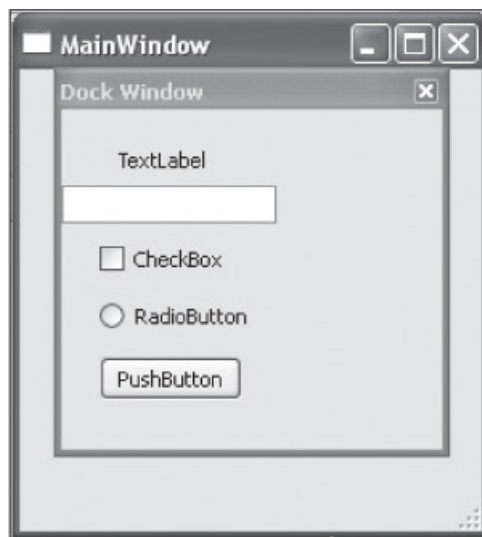 MainWindow
Dock Window
TextLabel
CheckBox
RadioButton
PushButton